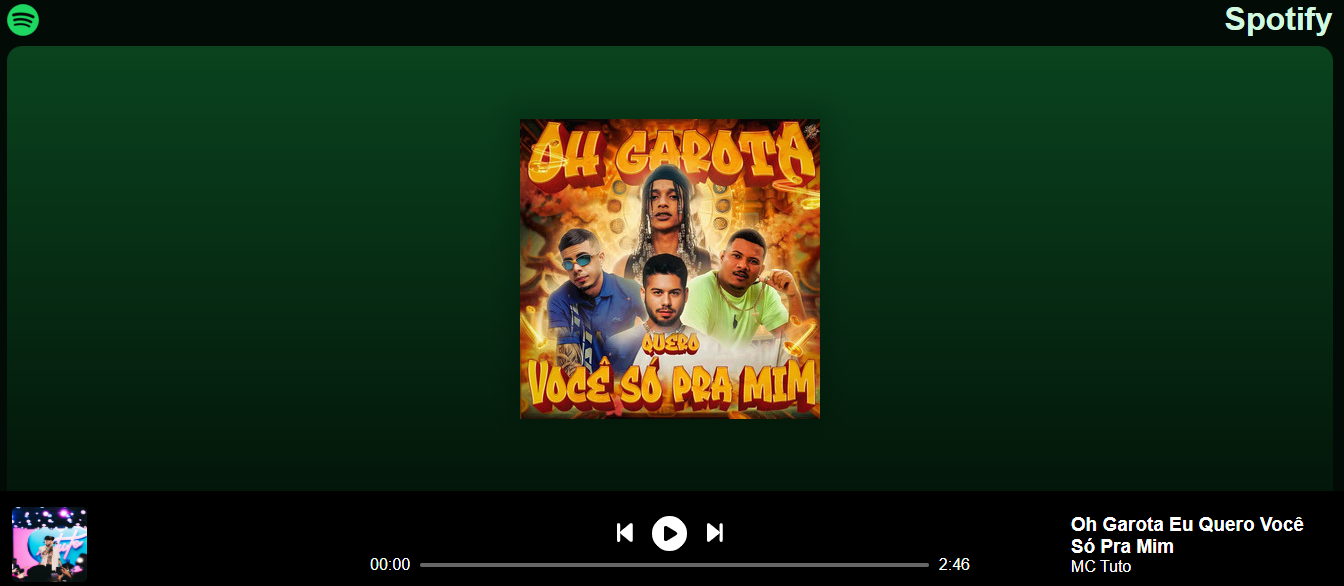 Spotify
OH GAROTA
QUERO
VOCÊ SÓ PRA MIM
00:00
2:46
Oh Garota Eu Quero Você
Só Pra Mim
MC Tuto